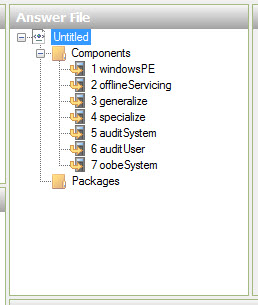 Answer File
Untitled
Components
1 windowsPE
2 offlineServicing
3 generalize
4 specialize
5 auditSystem
6 auditUser
7 oobeSystem
Packages